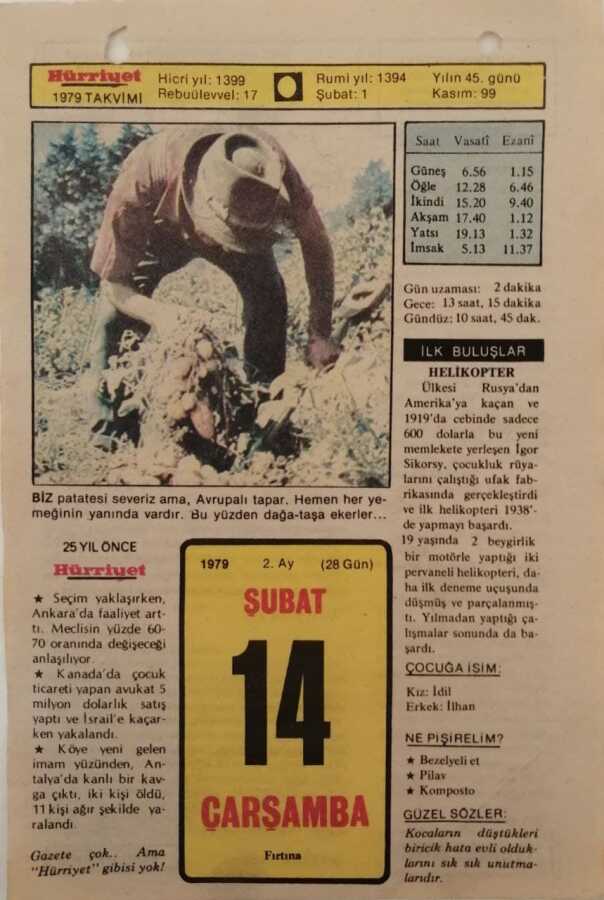 Hürriyet
1979 TAKVİMİ
Hicri yıl: 1399
Rebuülevvel: 17
Rumi yıl: 1394
Şubat: 1
Yılın 45. günü
Kasım: 99
Saat Vasatî Ezanî
Güneş 6.56 1.15
Öğle 12.28 6.46
İkindi 15.20 9.40
Akşam 17.40 1.12
Yatsı 19.13 1.32
İmsak 5.13 11.37
Gün uzaması: 2 dakika
Gece: 13 saat, 15 dakika
Gündüz: 10 saat, 45 dak.
BİZ patatesi severiz ama, Avrupalı tapar. Hemen her ye-
meğinin yanında vardır. Bu yüzden dağa-taşa ekerler...
İLK BULUŞLAR
HELİKOPTER
Ülkesi Rusya'dan
Amerika'ya kaçan ve
1919'da cebinde sadece
600 dolarla bu yeni
memlekete yerleşen İgor
Sikorsy, çocukluk rüya-
larını çalıştığı ufak fab-
rikasında gerçekleştirdi
ve ilk helikopteri 1938'-
de yapmayı başardı.
19 yaşında 2 beygirlik
bir motörle yaptığı iki
pervaneli helikopteri, da-
ha ilk deneme uçuşunda
düşmüş ve parçalanmış-
tı. Yılmadan yaptığı ça-
lışmalar sonunda da ba-
şardı.
ÇOCUĞA İSİM:
Kız: İdil
Erkek: İlhan
NE PİŞİRELİM?
★ Bezelyeli et
★ Pilav
★ Komposto
GÜZEL SÖZLER:
Kocaların düştükleri
biricik hata evli olduk-
larını sık sık unutma-
larıdır.
25 YIL ÖNCE
Hürriyet
★ Seçim yaklaşırken,
Ankara'da faaliyet art-
tı. Meclisin yüzde 60-
70 oranında değişeceği
anlaşılıyor.
★ Kanada'da çocuk
ticareti yapan avukat 5
milyon dolarlık satış
yaptı ve İsrail'e kaçar-
ken yakalandı.
★ Köye yeni gelen
imam yüzünden, An-
talya'da kanlı bir kav-
ga çıktı, iki kişi öldü,
11 kişi ağır şekilde ya-
ralandı.
Gazete çok.. Ama
"Hürriyet" gibisi yok!
1979 2. Ay (28 Gün)
ŞUBAT
14
ÇARŞAMBA
Fırtına